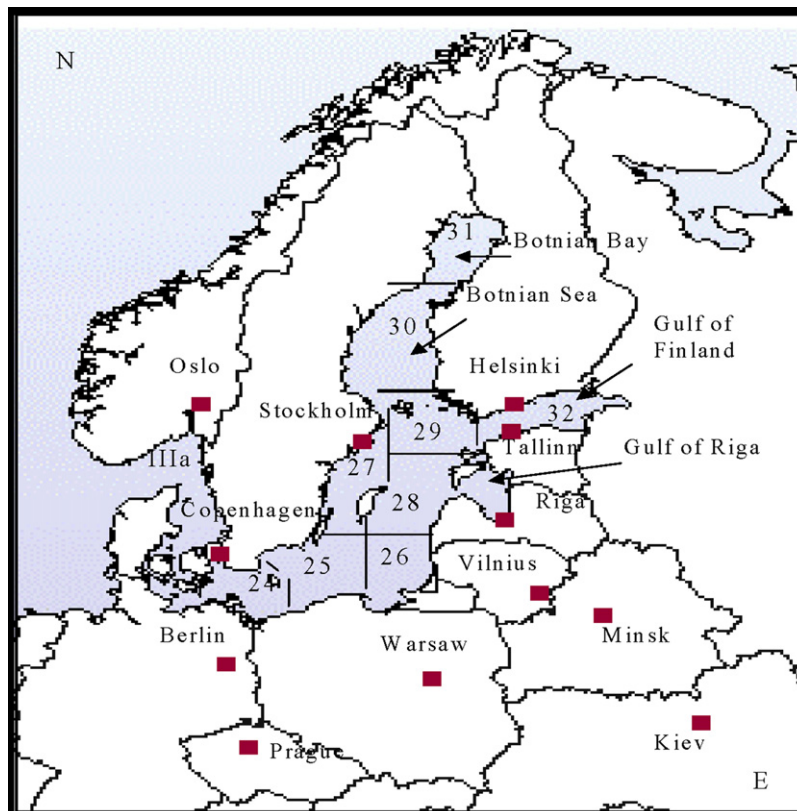 N
31
Botnian Bay
Botnian Sea
30
Gulf of
Finland
Oslo
Helsinki
Stockholm
32
29
Tallinn
Gulf of Riga
IIIa
27
28
Riga
Copenhagen
25
26
Vilnius
24
Berlin
Warsaw
Minsk
Prague
Kiev
E